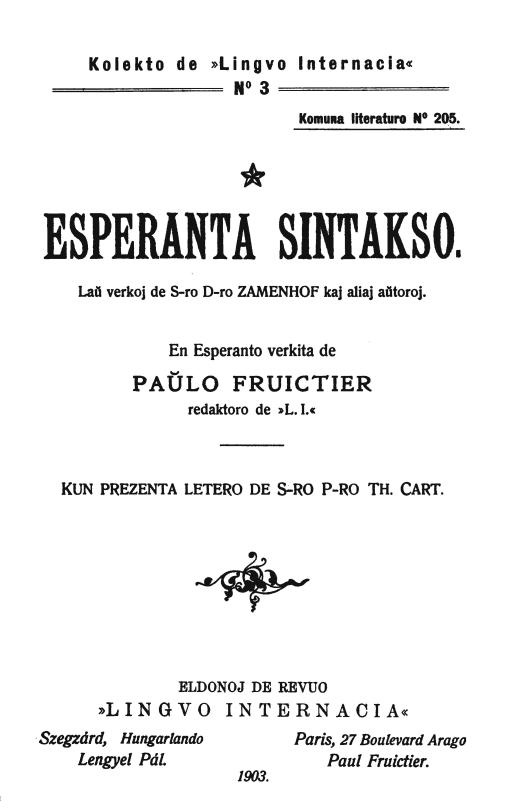 Kolekto de »Lingvo Internacia«
Nº 3
Komuna literaturo Nº 205.
ESPERANTA SINTAKSO.
Laŭ verkoj de S-ro D-ro ZAMENHOF kaj aliaj aŭtoroj.
En Esperanto verkita de
PAŬLO FRUICTIER
redaktoro de »L. I.«
KUN PREZENTA LETERO DE S-RO P-RO TH. CART.
ELDONOJ DE REVUO
»LINGVO INTERNACIA«
Szegzárd, Hungarlando
Lengyel Pál.
Paris, 27 Boulevard Arago
Paul Fruictier.
1903.